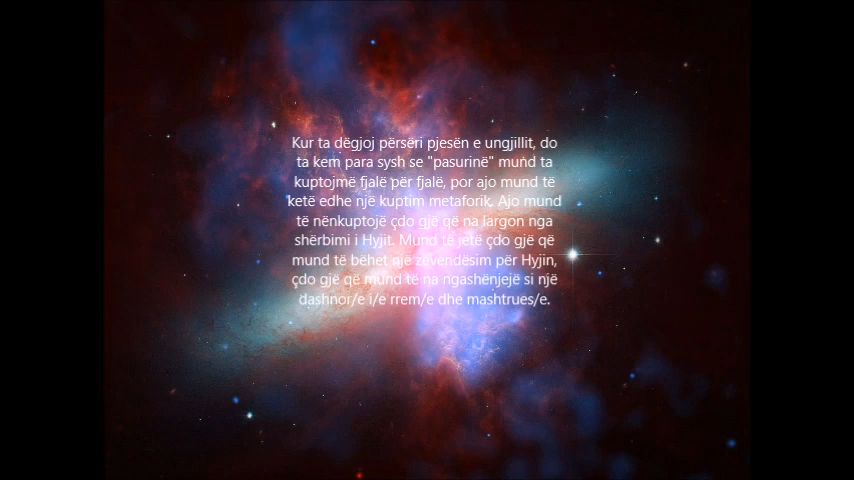 Kur ta dëgjoj përsëri pjesën e ungjillit, do
ta kem para sysh se "pasurinë" mund ta
kuptojmë fjalë për fjalë, por ajo mund të
ketë edhe një kuptim metaforik. Ajo mund
të nënkuptojë çdo gjë që na largon nga
shërbimi i Hyjit. Mund të jetë çdo gjë që
mund të bëhet një zëvendësim për Hyjin,
çdo gjë që mund të na ngashënjejë si një
dashnor/e i/e rrem/e dhe mashtrues/e.